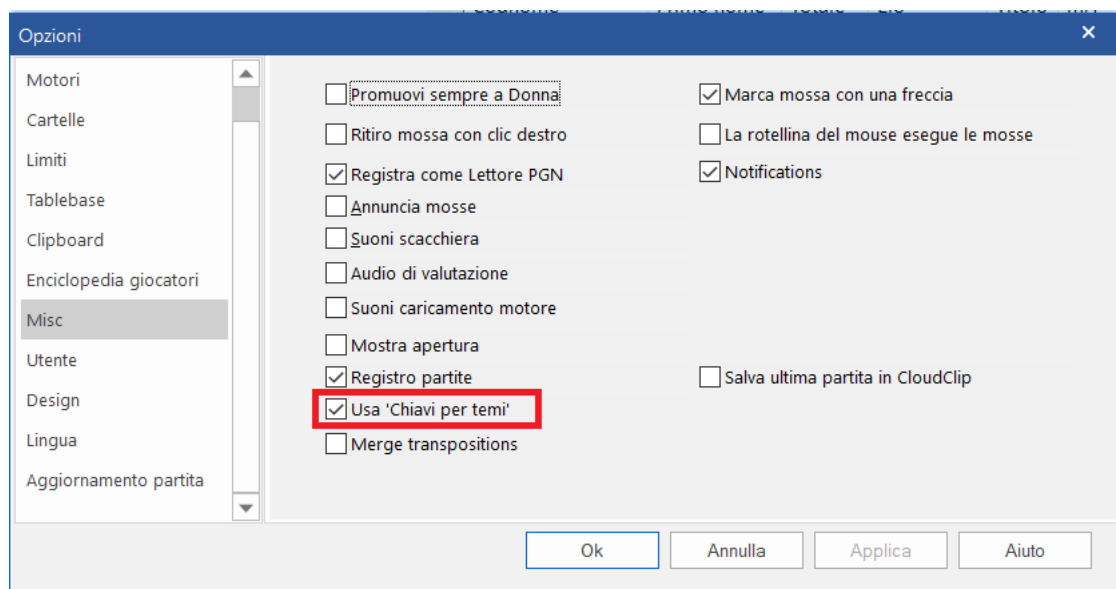 Opzioni
Motori
Cartelle
Limiti
Tablebase
Clipboard
Enciclopedia giocatori
Misc
Utente
Design
Lingua
Aggiornamento partita
Promuovi sempre a Donna
Ritiro mossa con clic destro
Registra come Lettore PGN
Annuncia mosse
Suoni scacchiera
Audio di valutazione
Suoni caricamento motore
Mostra apertura
Registro partite
Usa 'Chiavi per temi'
Merge transpositions
Marca mossa con una freccia
La rotellina del mouse esegue le mosse
Notifications
Salva ultima partita in CloudClip
Ok
Annulla
Applica
Aiuto